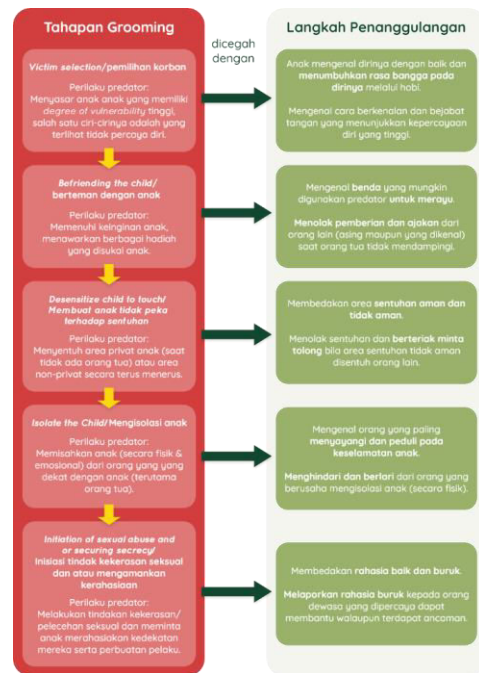 Tahapan Grooming
Victim selection/pemilihan korban
Perilaku predator:
Menyasar anak anak yang memiliki
degree of vulnerability tinggi,
salah satu ciri-cirinya adalah yang
terlihat tidak percaya diri.
Befriending the child/
berteman dengan anak
Perilaku predator:
Memenuhi keinginan anak,
menawarkan berbagai hadiah
yang disukai anak.
Desensitize child to touch/
Membuat anak tidak peka
terhadap sentuhan
Perilaku predator:
Menyentuh area privat anak (saat
tidak ada orang tua) atau area
non-privat secara terus menerus.
Isolate the Child/Mengisolasi anak
Perilaku predator:
Memisahkan anak (secara fisik &
emosional) dari orang yang yang
dekat dengan anak (terutama
orang tua).
Initiation of sexual abuse and
or securing secrecy/
Inisiasi tindak kekerasan seksual
dan atau mengamankan
kerahasiaan
Perilaku predator:
Melakukan tindakan kekerasan/
pelecehan seksual dan meminta
anak merahasiakan kedekatan
mereka serta perbuatan pelaku.
dicegah
dengan
Langkah Penanggulangan
Anak mengenal dirinya dengan baik dan
menumbuhkan rasa bangga pada
dirinya melalui hobi.
Mengenal cara berkenalan dan bejabat
tangan yang menunjukkan kepercayaan
diri yang tinggi.
Mengenal benda yang mungkin
digunakan predator untuk merayu.
Menolak pemberian dan ajakan dari
orang lain (asing maupun yang dikenal)
saat orang tua tidak mendampingi.
Membedakan area sentuhan aman dan
tidak aman.
Menolak sentuhan dan berteriak minta
tolong bila area sentuhan tidak aman
disentuh orang lain.
Mengenal orang yang paling
menyayangi dan peduli pada
keselamatan anak.
Menghindari dan berlari dari orang yang
berusaha mengisolasi anak (secara fisik).
Membedakan rahasia baik dan buruk.
Melaporkan rahasia buruk kepada orang
dewasa yang dipercaya dapat
membantu walaupun terdapat ancaman.